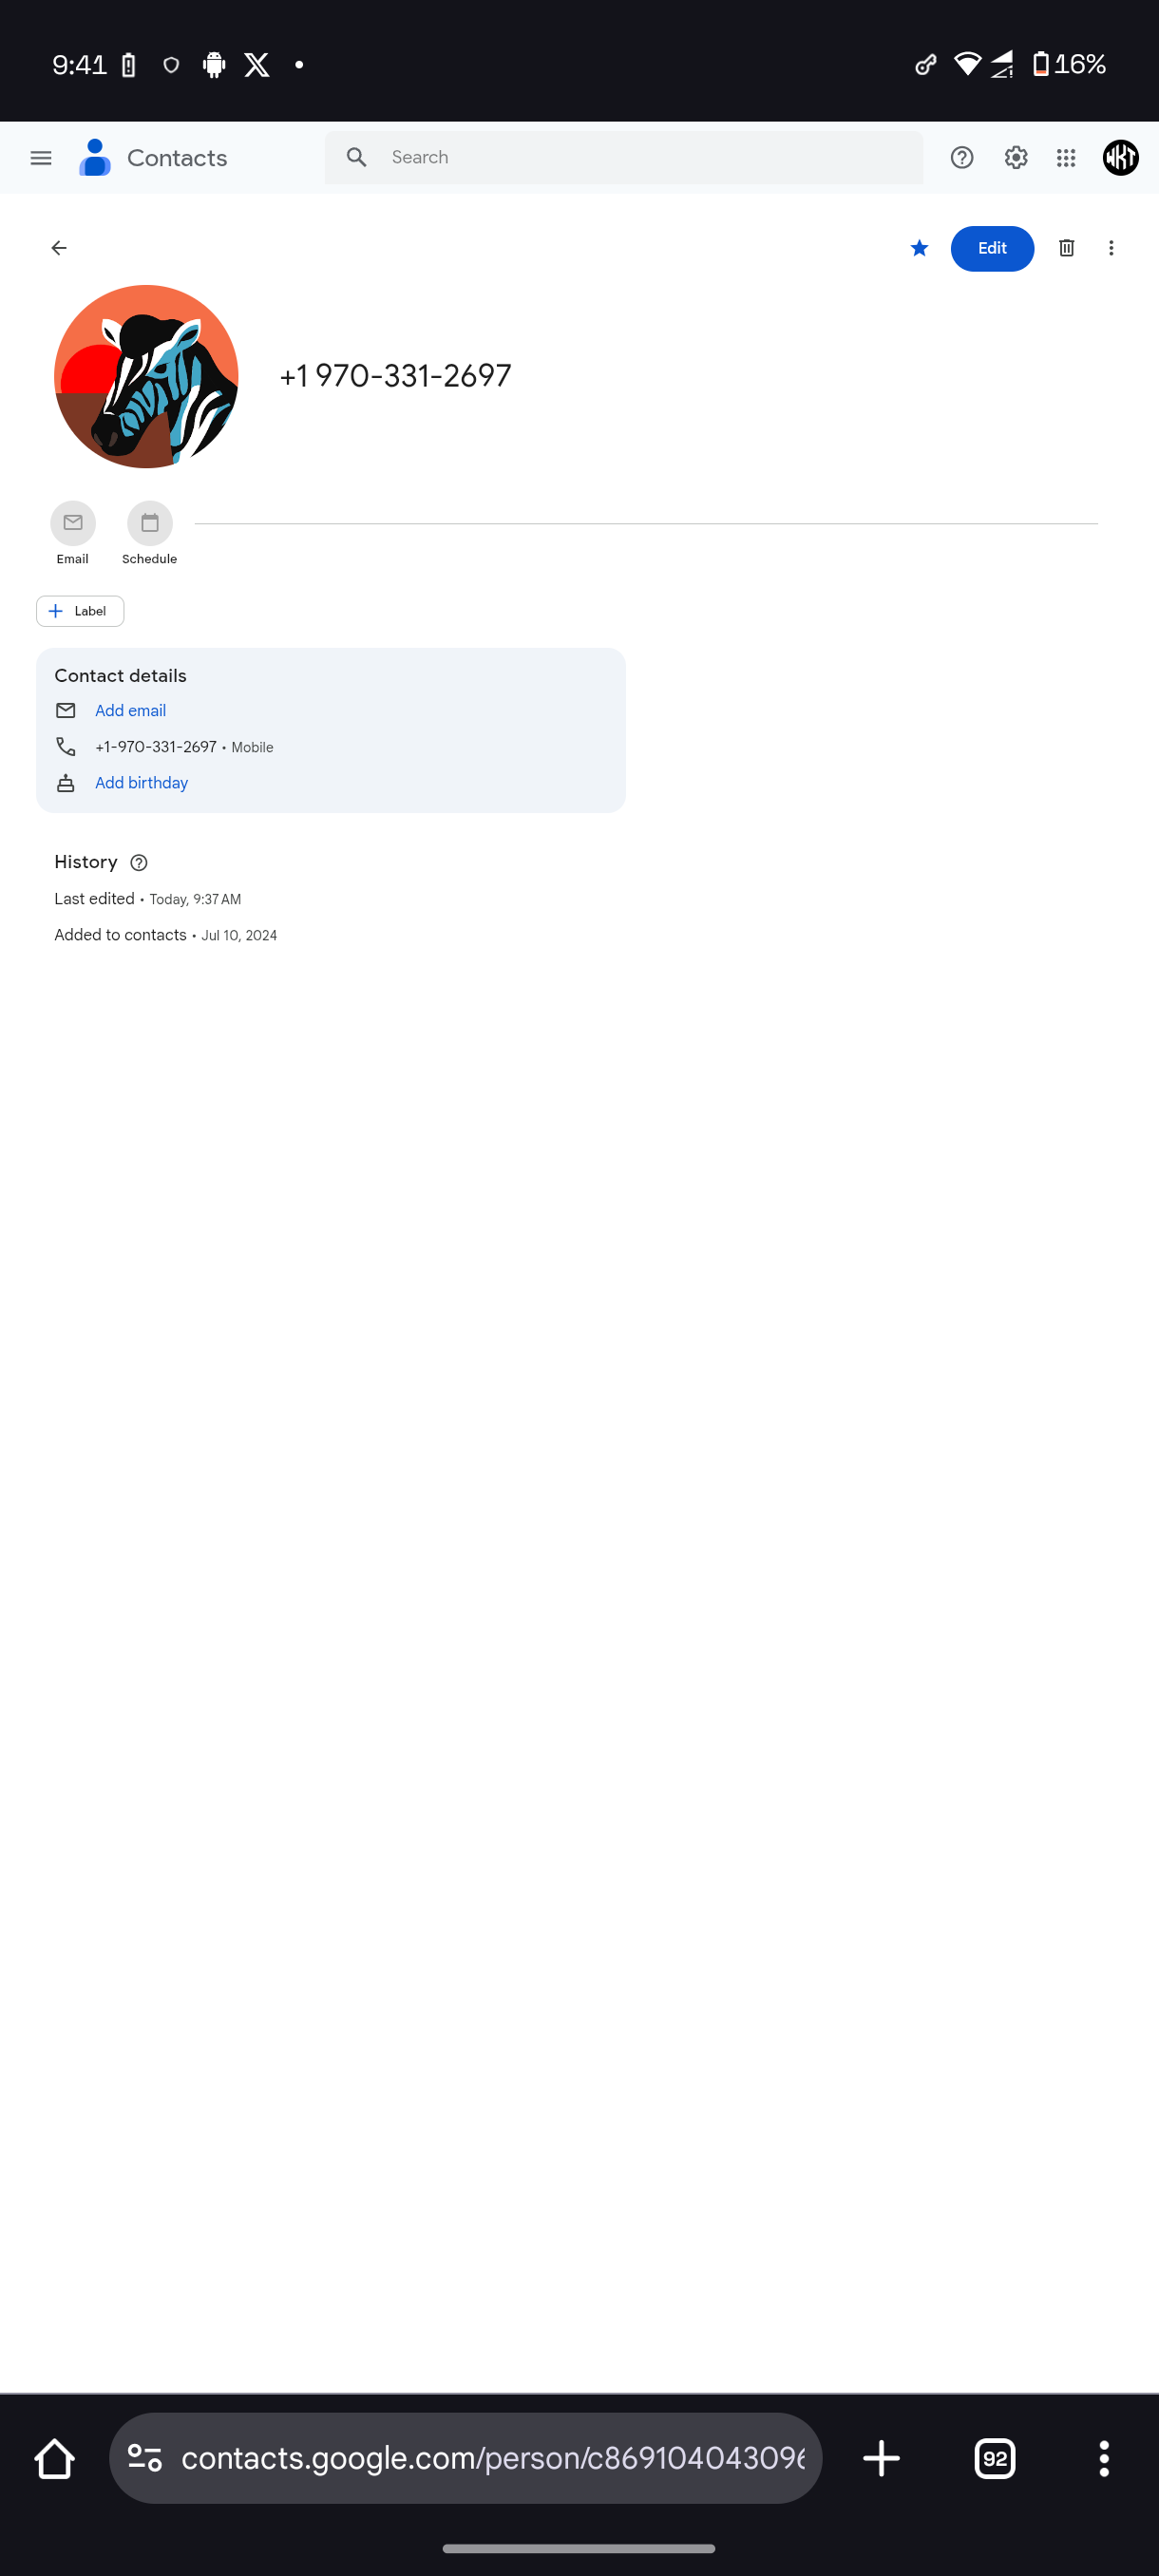 9:41
16%
Contacts
Search
Edit
+1 970-331-2697
Email
Schedule
Label
Contact details
Add email
+1-970-331-2697 • Mobile
Add birthday
History
Last edited • Today, 9:37 AM
Added to contacts • Jul 10, 2024
contacts.google.com/person/c86910404309
92